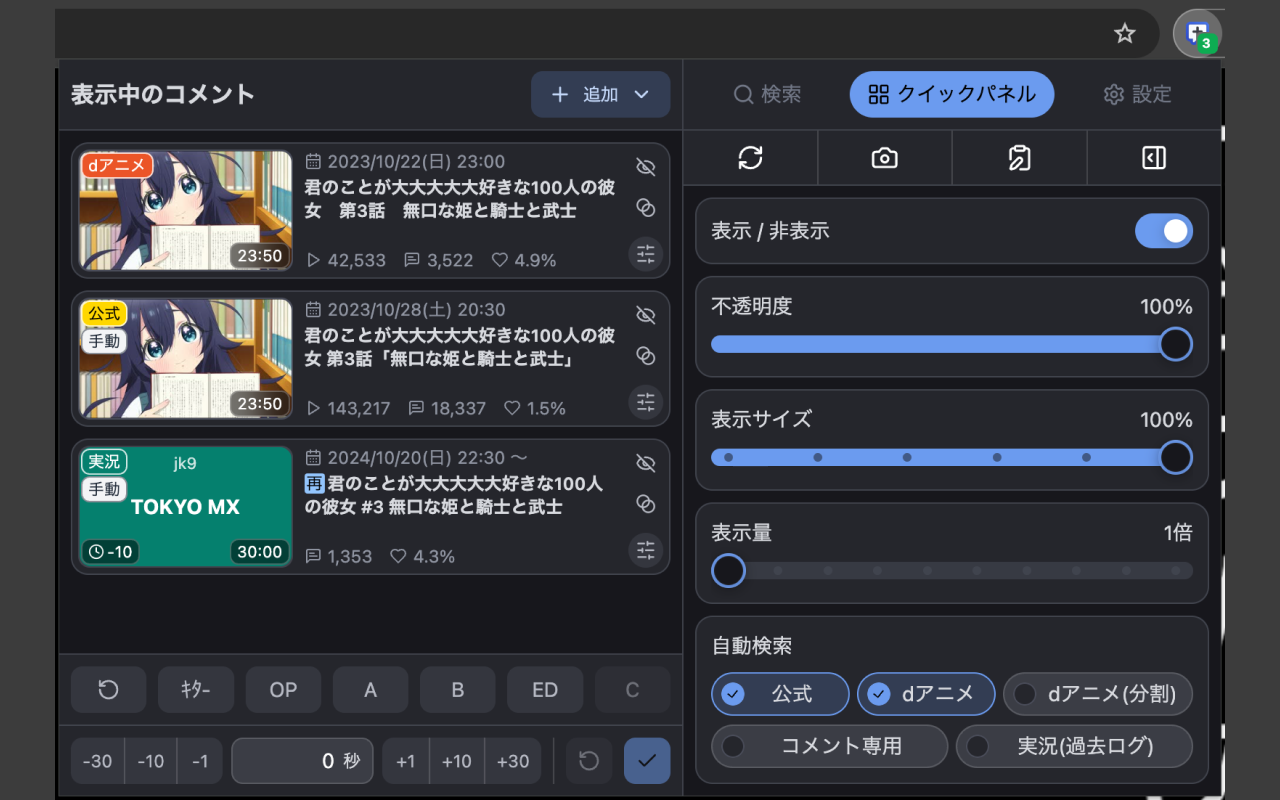 3
表示中のコメント
追加
検索
クイックパネル
設定
dアニメ
23:50
2023/10/22(日) 23:00
君のことが大大大大大好きな100人の彼
女　第3話　無口な姫と騎士と武士
42,533 3,522 4.9%
公式
手動
23:50
2023/10/28(土) 20:30
君のことが大大大大大好きな100人の彼
女 第3話「無口な姫と騎士と武士」
143,217 18,337 1.5%
実況
jk9
手動
TOKYO MX
-10
30:00
2024/10/20(日) 22:30 〜
再 君のことが大大大大大好きな100人
の彼女 #3 無口な姫と騎士と武士
1,353 4.3%
ｷﾀｰ OP A B ED C
-30 -10 -1 0 秒 +1 +10 +30
表示 / 非表示
不透明度 100%
表示サイズ 100%
表示量 1倍
自動検索
公式 dアニメ dアニメ(分割)
コメント専用 実況(過去ログ)